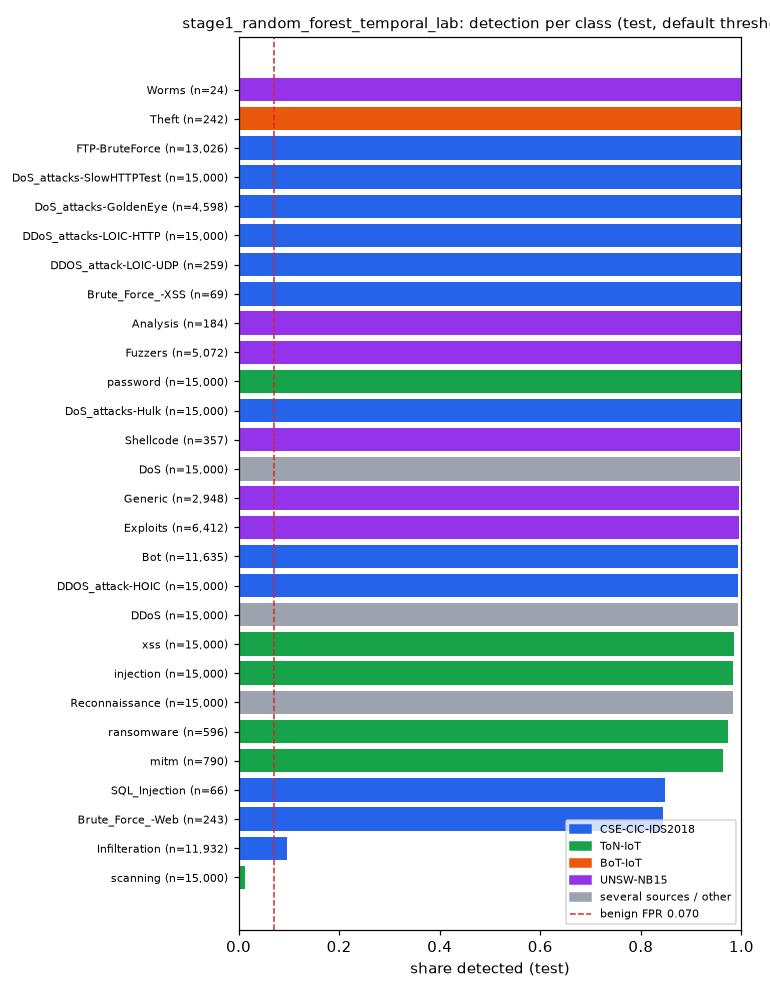 stage1_random_forest_temporal_lab: detection per class (test, default
Worms (n=24)
Theft (n=242)
FTP-BruteForce (n=13,026)
DoS_attacks-SlowHTTPTest (n=15,000)
DoS_attacks-GoldenEye (n=4,598)
DDoS_attacks-LOIC-HTTP (n=15,000)
DDOS_attack-LOIC-UDP (n=259)
Brute_Force_-XSS (n=69)
Analysis (n=184)
Fuzzers (n=5,072)
password (n=15,000)
DoS_attacks-Hulk (n=15,000)
Shellcode (n=357)
DoS (n=15,000)
Generic (n=2,948)
Exploits (n=6,412)
Bot (n=11,635)
DDOS_attack-HOIC (n=15,000)
DDoS (n=15,000)
xss (n=15,000)
injection (n=15,000)
Reconnaissance (n=15,000)
ransomware (n=596)
mitm (n=790)
SQL_Injection (n=66)
Brute_Force_-Web (n=243)
Infilteration (n=11,932)
scanning (n=15,000)
CSE-CIC-IDS2018
ToN-IoT
BoT-IoT
UNSW-NB15
several sources / other
benign FPR 0.070
0.0 0.2 0.4 0.6 0.8 1.0
share detected (test)